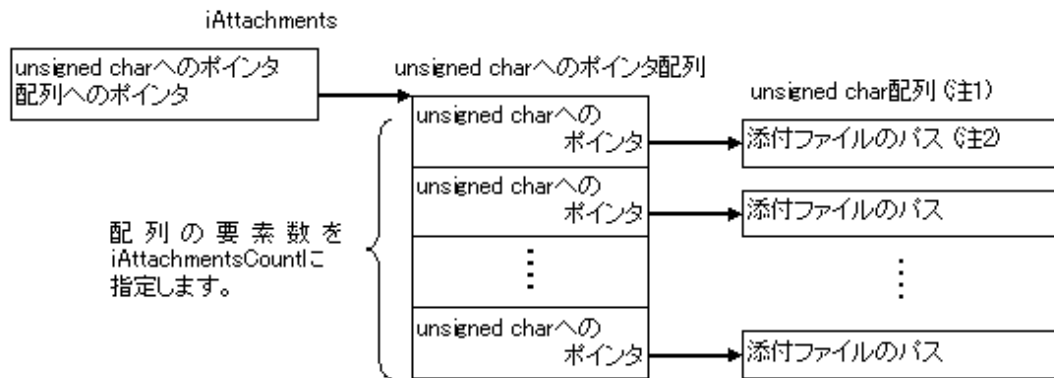 iAttachments
unsigned charへのポインタ
配列へのポインタ
unsigned charへのポインタ配列
unsigned char配列 (注1)
unsigned charへの
ポインタ
添付ファイルのパス (注2)
unsigned charへの
ポインタ
添付ファイルのパス
配列の要素数を
iAttachmentsCountに
指定します。
unsigned charへの
ポインタ
添付ファイルのパス